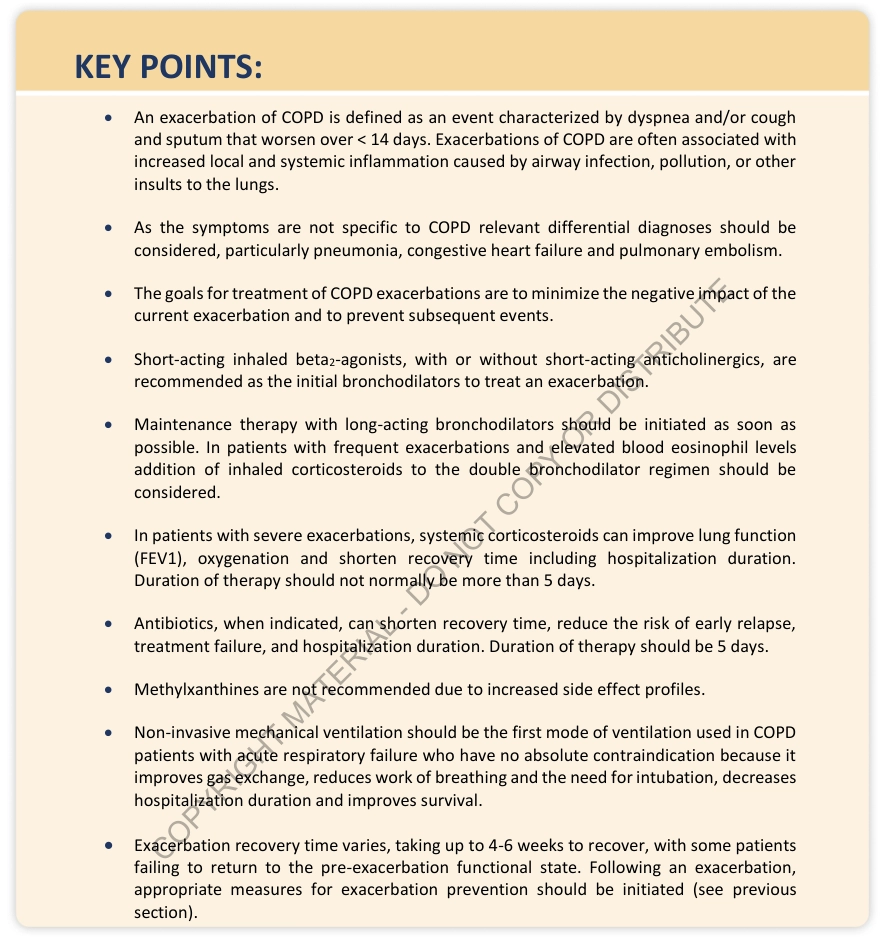 KEY POINTS:
• An exacerbation of COPD is defined as an event characterized by dyspnea and/or cough
and sputum that worsen over < 14 days. Exacerbations of COPD are often associated with
increased local and systemic inflammation caused by airway infection, pollution, or other
insults to the lungs.
• As the symptoms are not specific to COPD relevant differential diagnoses should be
considered, particularly pneumonia, congestive heart failure and pulmonary embolism.
• The goals for treatment of COPD exacerbations are to minimize the negative impact of the
current exacerbation and to prevent subsequent events.
• Short-acting inhaled beta₂-agonists, with or without short-acting anticholinergics, are
recommended as the initial bronchodilators to treat an exacerbation.
• Maintenance therapy with long-acting bronchodilators should be initiated as soon as
possible. In patients with frequent exacerbations and elevated blood eosinophil levels
addition of inhaled corticosteroids to the double bronchodilator regimen should be
considered.
• In patients with severe exacerbations, systemic corticosteroids can improve lung function
(FEV1), oxygenation and shorten recovery time including hospitalization duration.
Duration of therapy should not normally be more than 5 days.
• Antibiotics, when indicated, can shorten recovery time, reduce the risk of early relapse,
treatment failure, and hospitalization duration. Duration of therapy should be 5 days.
• Methylxanthines are not recommended due to increased side effect profiles.
• Non-invasive mechanical ventilation should be the first mode of ventilation used in COPD
patients with acute respiratory failure who have no absolute contraindication because it
improves gas exchange, reduces work of breathing and the need for intubation, decreases
hospitalization duration and improves survival.
• Exacerbation recovery time varies, taking up to 4-6 weeks to recover, with some patients
failing to return to the pre-exacerbation functional state. Following an exacerbation,
appropriate measures for exacerbation prevention should be initiated (see previous
section).
COPYRIGHT MATERIAL - DO NOT COPY OR DISTRIBUTE